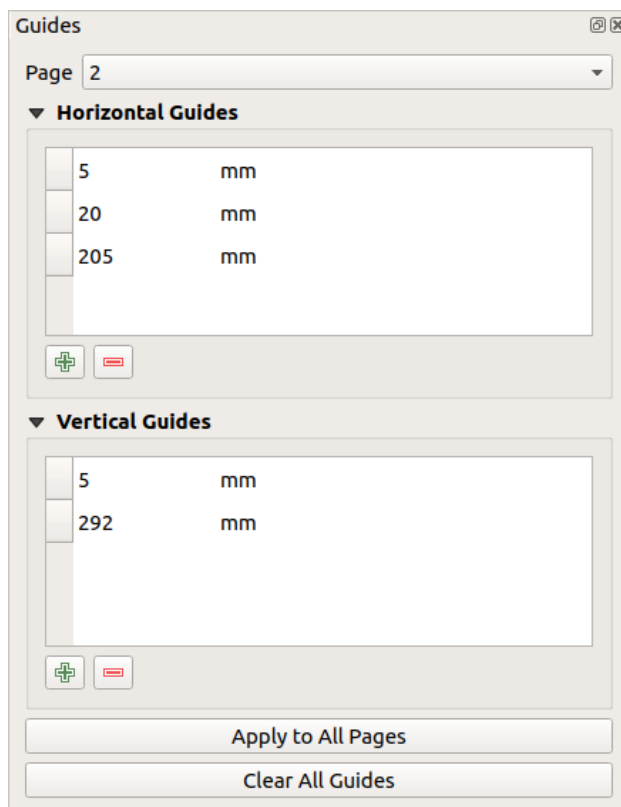 Guides
Page 2
Horizontal Guides
5 mm
20 mm
205 mm
Vertical Guides
5 mm
292 mm
Apply to All Pages
Clear All Guides